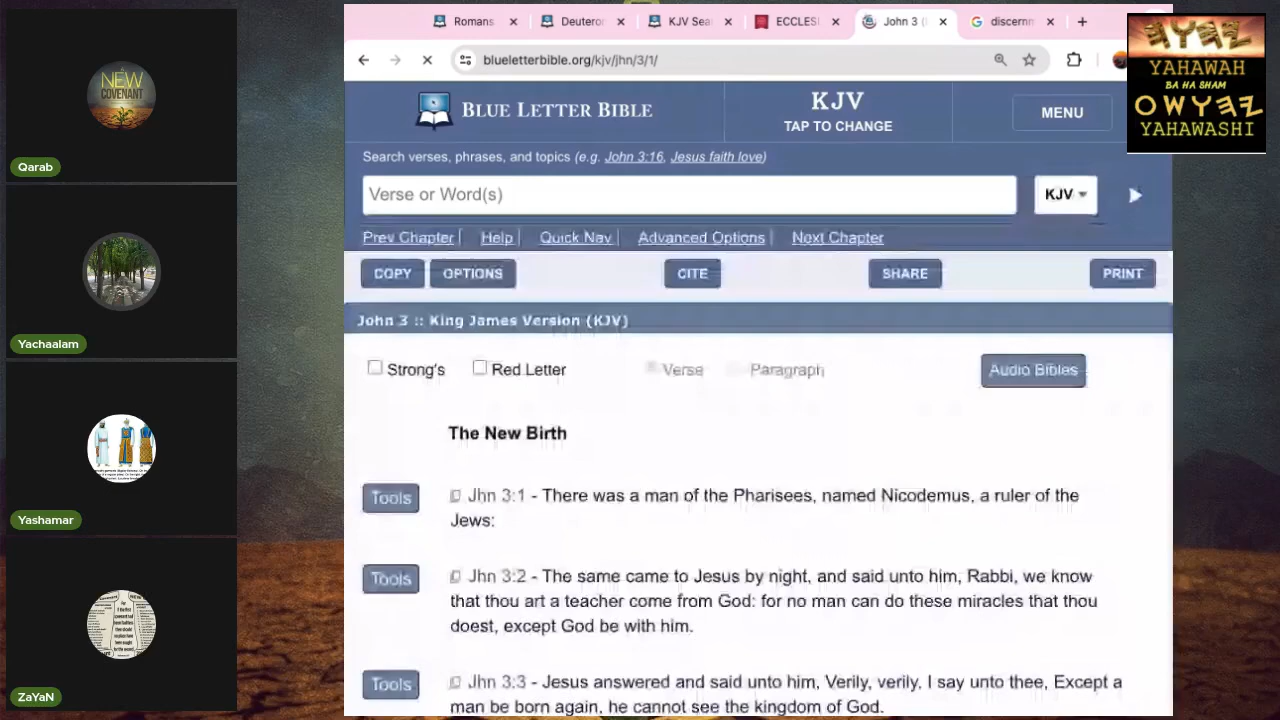 Romans
Deuteror
KJV Sea
ECCLESI
John 3 (
discernm
blueletterbible.org/kjv/jhn/3/1/
BLUE LETTER BIBLE
KJV
TAP TO CHANGE
MENU
Search verses, phrases, and topics (e.g. John 3:16, Jesus faith love)
Verse or Word(s)
KJV
Prev Chapter
Help
Quick Nav
Advanced Options
Next Chapter
COPY
OPTIONS
CITE
SHARE
PRINT
John 3 :: King James Version (KJV)
Strong's
Red Letter
Verse
Paragraph
Audio Bibles
The New Birth
Tools
Jhn 3:1 - There was a man of the Pharisees, named Nicodemus, a ruler of the
Jews:
Tools
Jhn 3:2 - The same came to Jesus by night, and said unto him, Rabbi, we know
that thou art a teacher come from God: for no man can do these miracles that thou
doest, except God be with him.
Tools
Jhn 3:3 - Jesus answered and said unto him, Verily, verily, I say unto thee, Except a
man be born again, he cannot see the kingdom of God.
NEW
COVENANT
Qarab
Yachaalam
Yashamar
ZaYaN
YAHAWAH
BA HA SHAM
YAHAWASHI